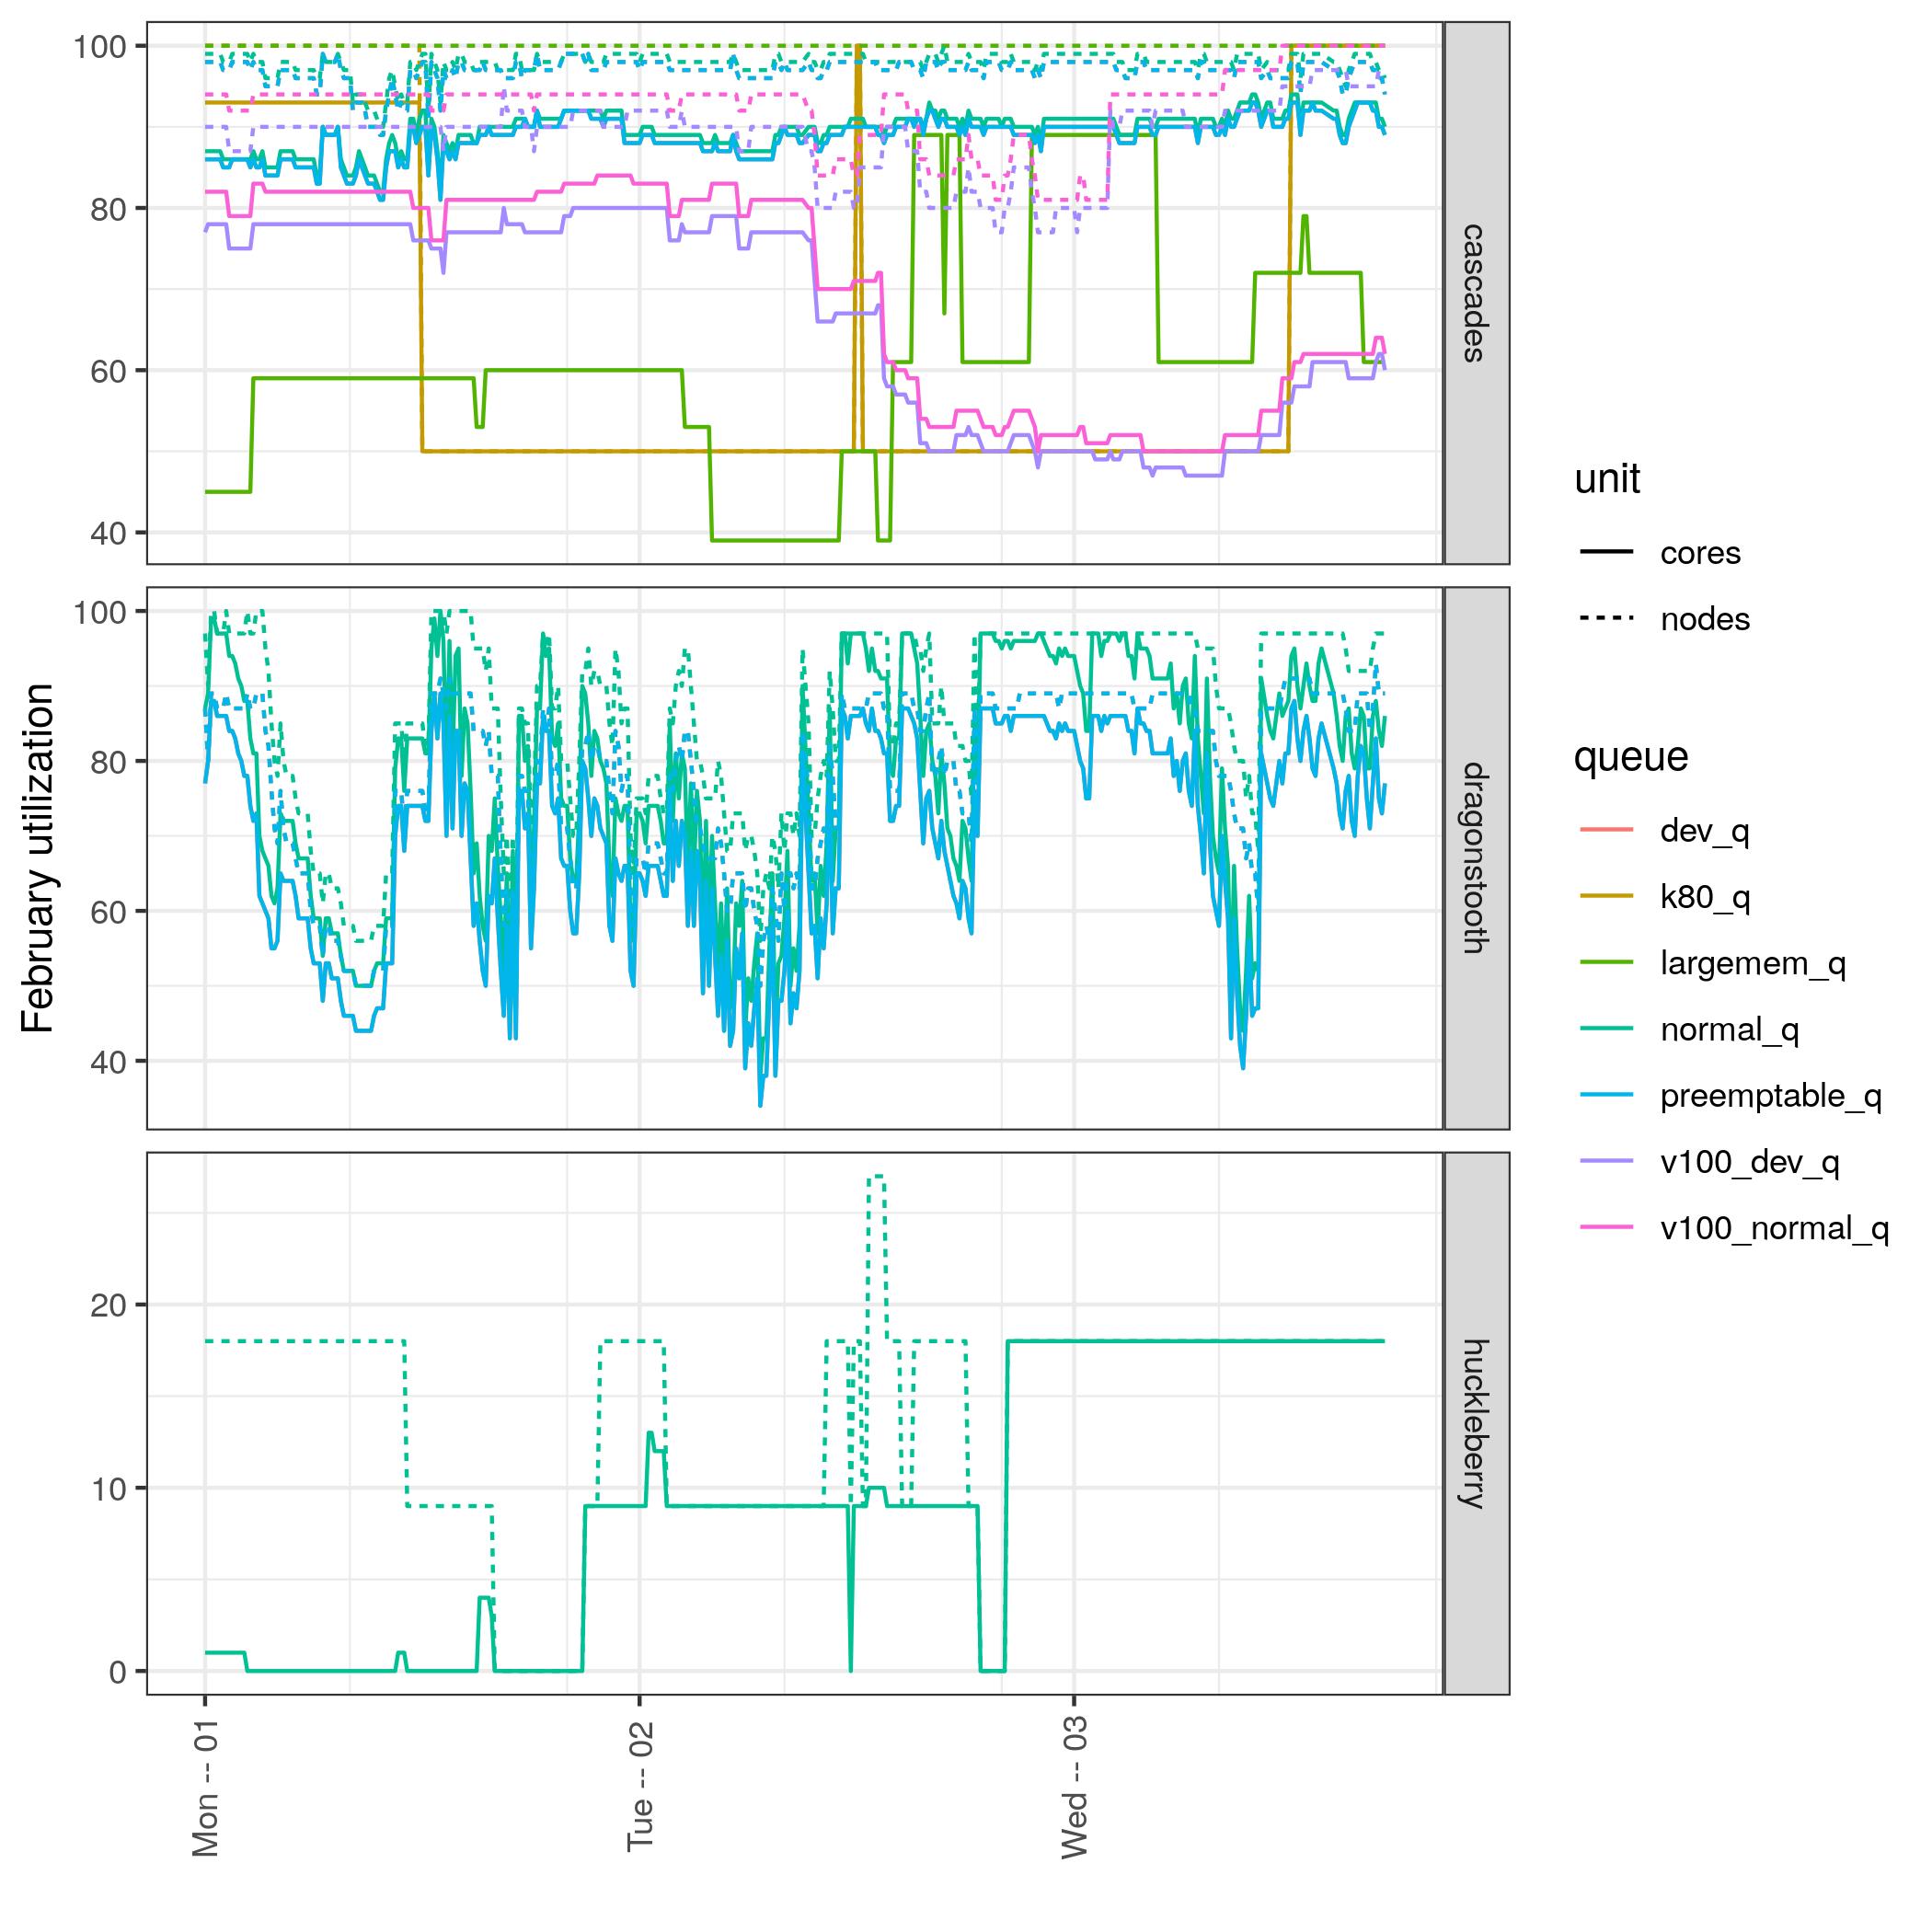 February utilization
100
80
60
40
cascades
100
80
60
40
dragonstooth
20
10
0
huckleberry
Mon -- 01
Tue -- 02
Wed -- 03
unit
cores
nodes
queue
dev_q
k80_q
largemem_q
normal_q
preemptable_q
v100_dev_q
v100_normal_q